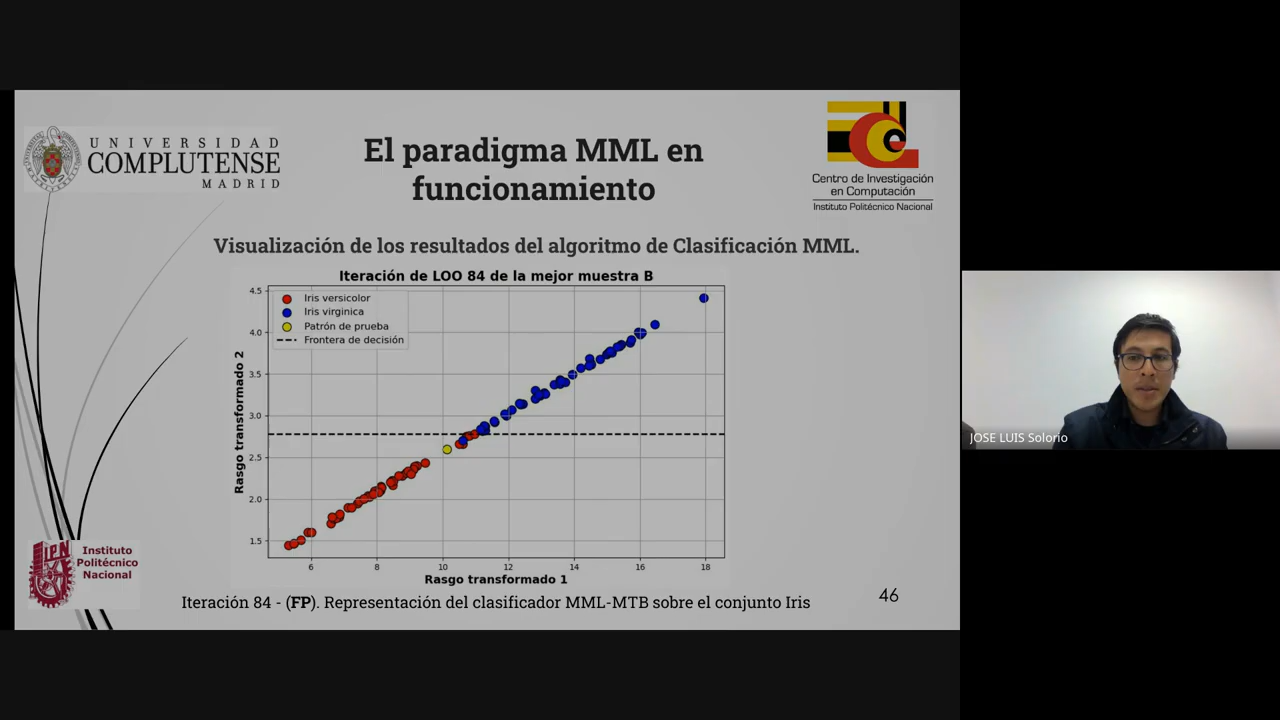 UNIVERSIDAD
COMPLUTENSE
MADRID
El paradigma MML en
funcionamiento
Centro de Investigación
en Computación
Instituto Politécnico Nacional
Visualización de los resultados del algoritmo de Clasificación MML.
Iteración de LOO 84 de la mejor muestra B
Iris versicolor
Iris virginica
Patrón de prueba
Frontera de decisión
Rasgo transformado 2
4.5
4.0
3.5
3.0
2.5
2.0
1.5
6 8 10 12 14 16 18
Rasgo transformado 1
IPN
Instituto
Politécnico
Nacional
Iteración 84 - (FP). Representación del clasificador MML-MTB sobre el conjunto Iris
46
JOSE LUIS Solorio